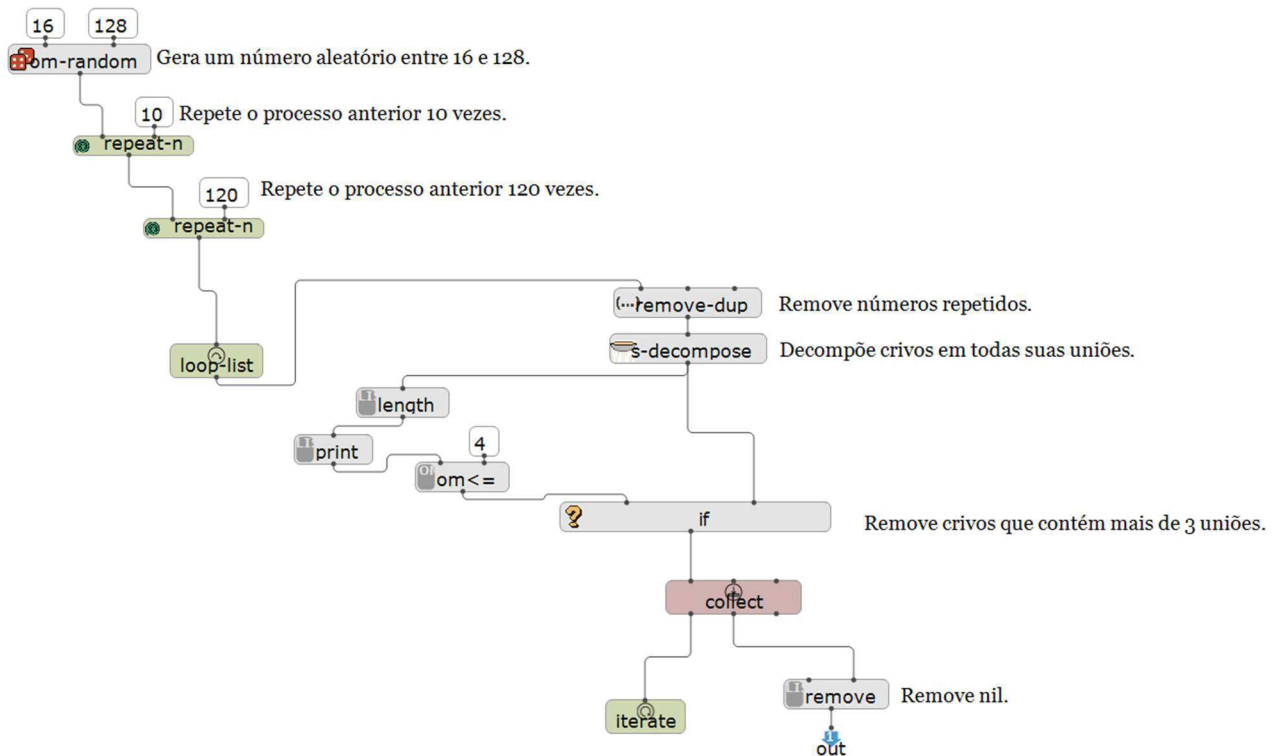 16
128
om-random
Gera um número aleatório entre 16 e 128.
10
Repete o processo anterior 10 vezes.
repeat-n
120
Repete o processo anterior 120 vezes.
repeat-n
(...)
remove-dup
Remove números repetidos.
s-decompose
Decompõe crivos em todas suas uniões.
loop-list
length
print
4
om<=
?
if
Remove crivos que contém mais de 3 uniões.
collect
remove
Remove nil.
iterate
1
out